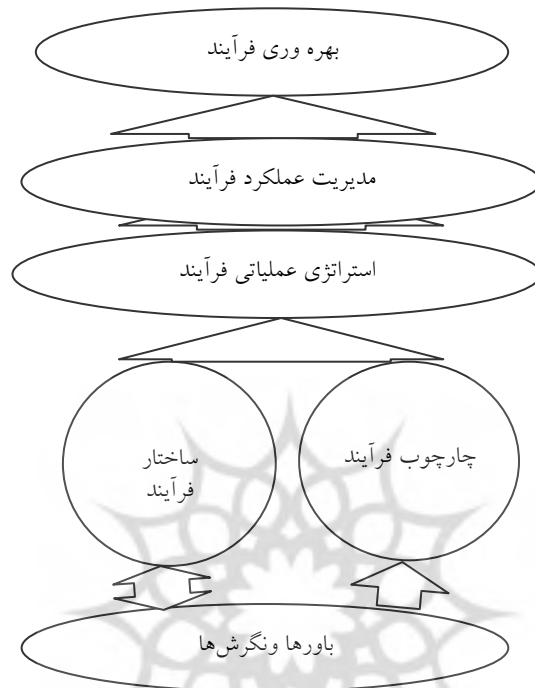 بهره وری فرآیند
مدیریت عملکرد فرآیند
استراتژی عملیاتی فرآیند
چارچوب فرآیند
ساختار
فرآیند
باورها ونگرش‌ها